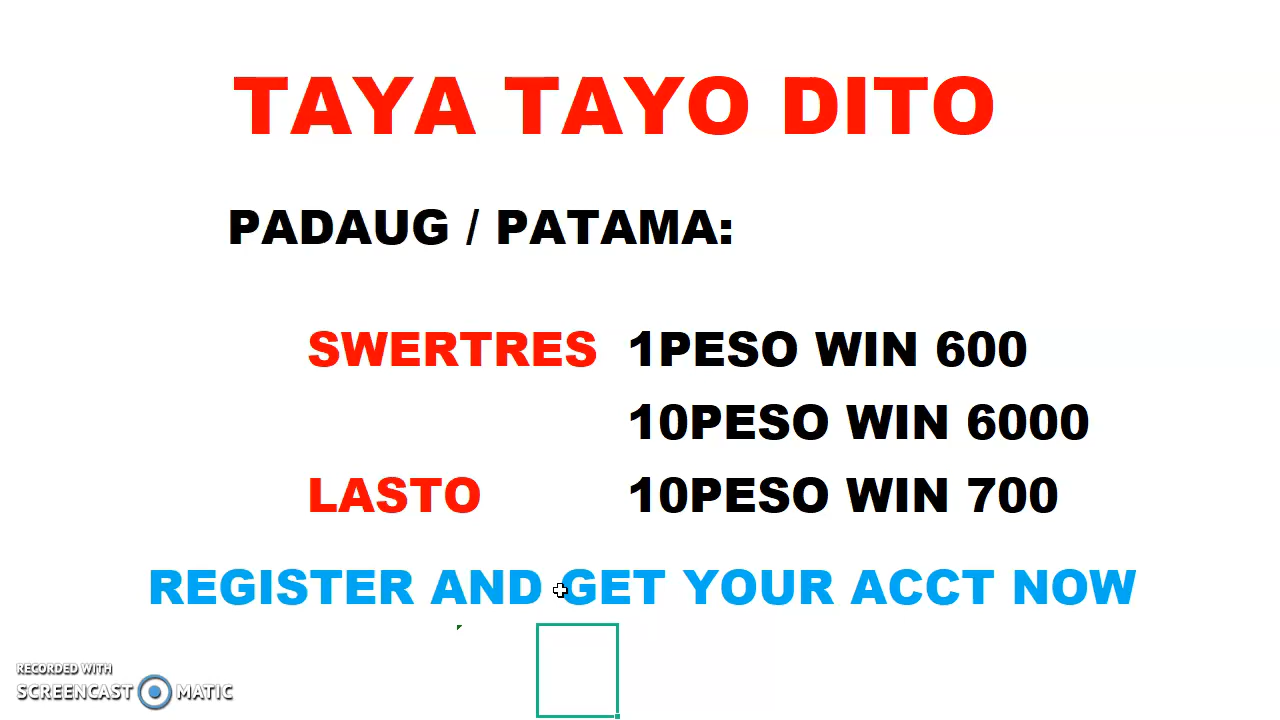 TAYA TAYO DITO
PADAUG / PATAMA:
SWERTRES 1PESO WIN 600
10PESO WIN 6000
LASTO 10PESO WIN 700
REGISTER AND GET YOUR ACCT NOW
RECORDED WITH
SCREENCAST MATIC